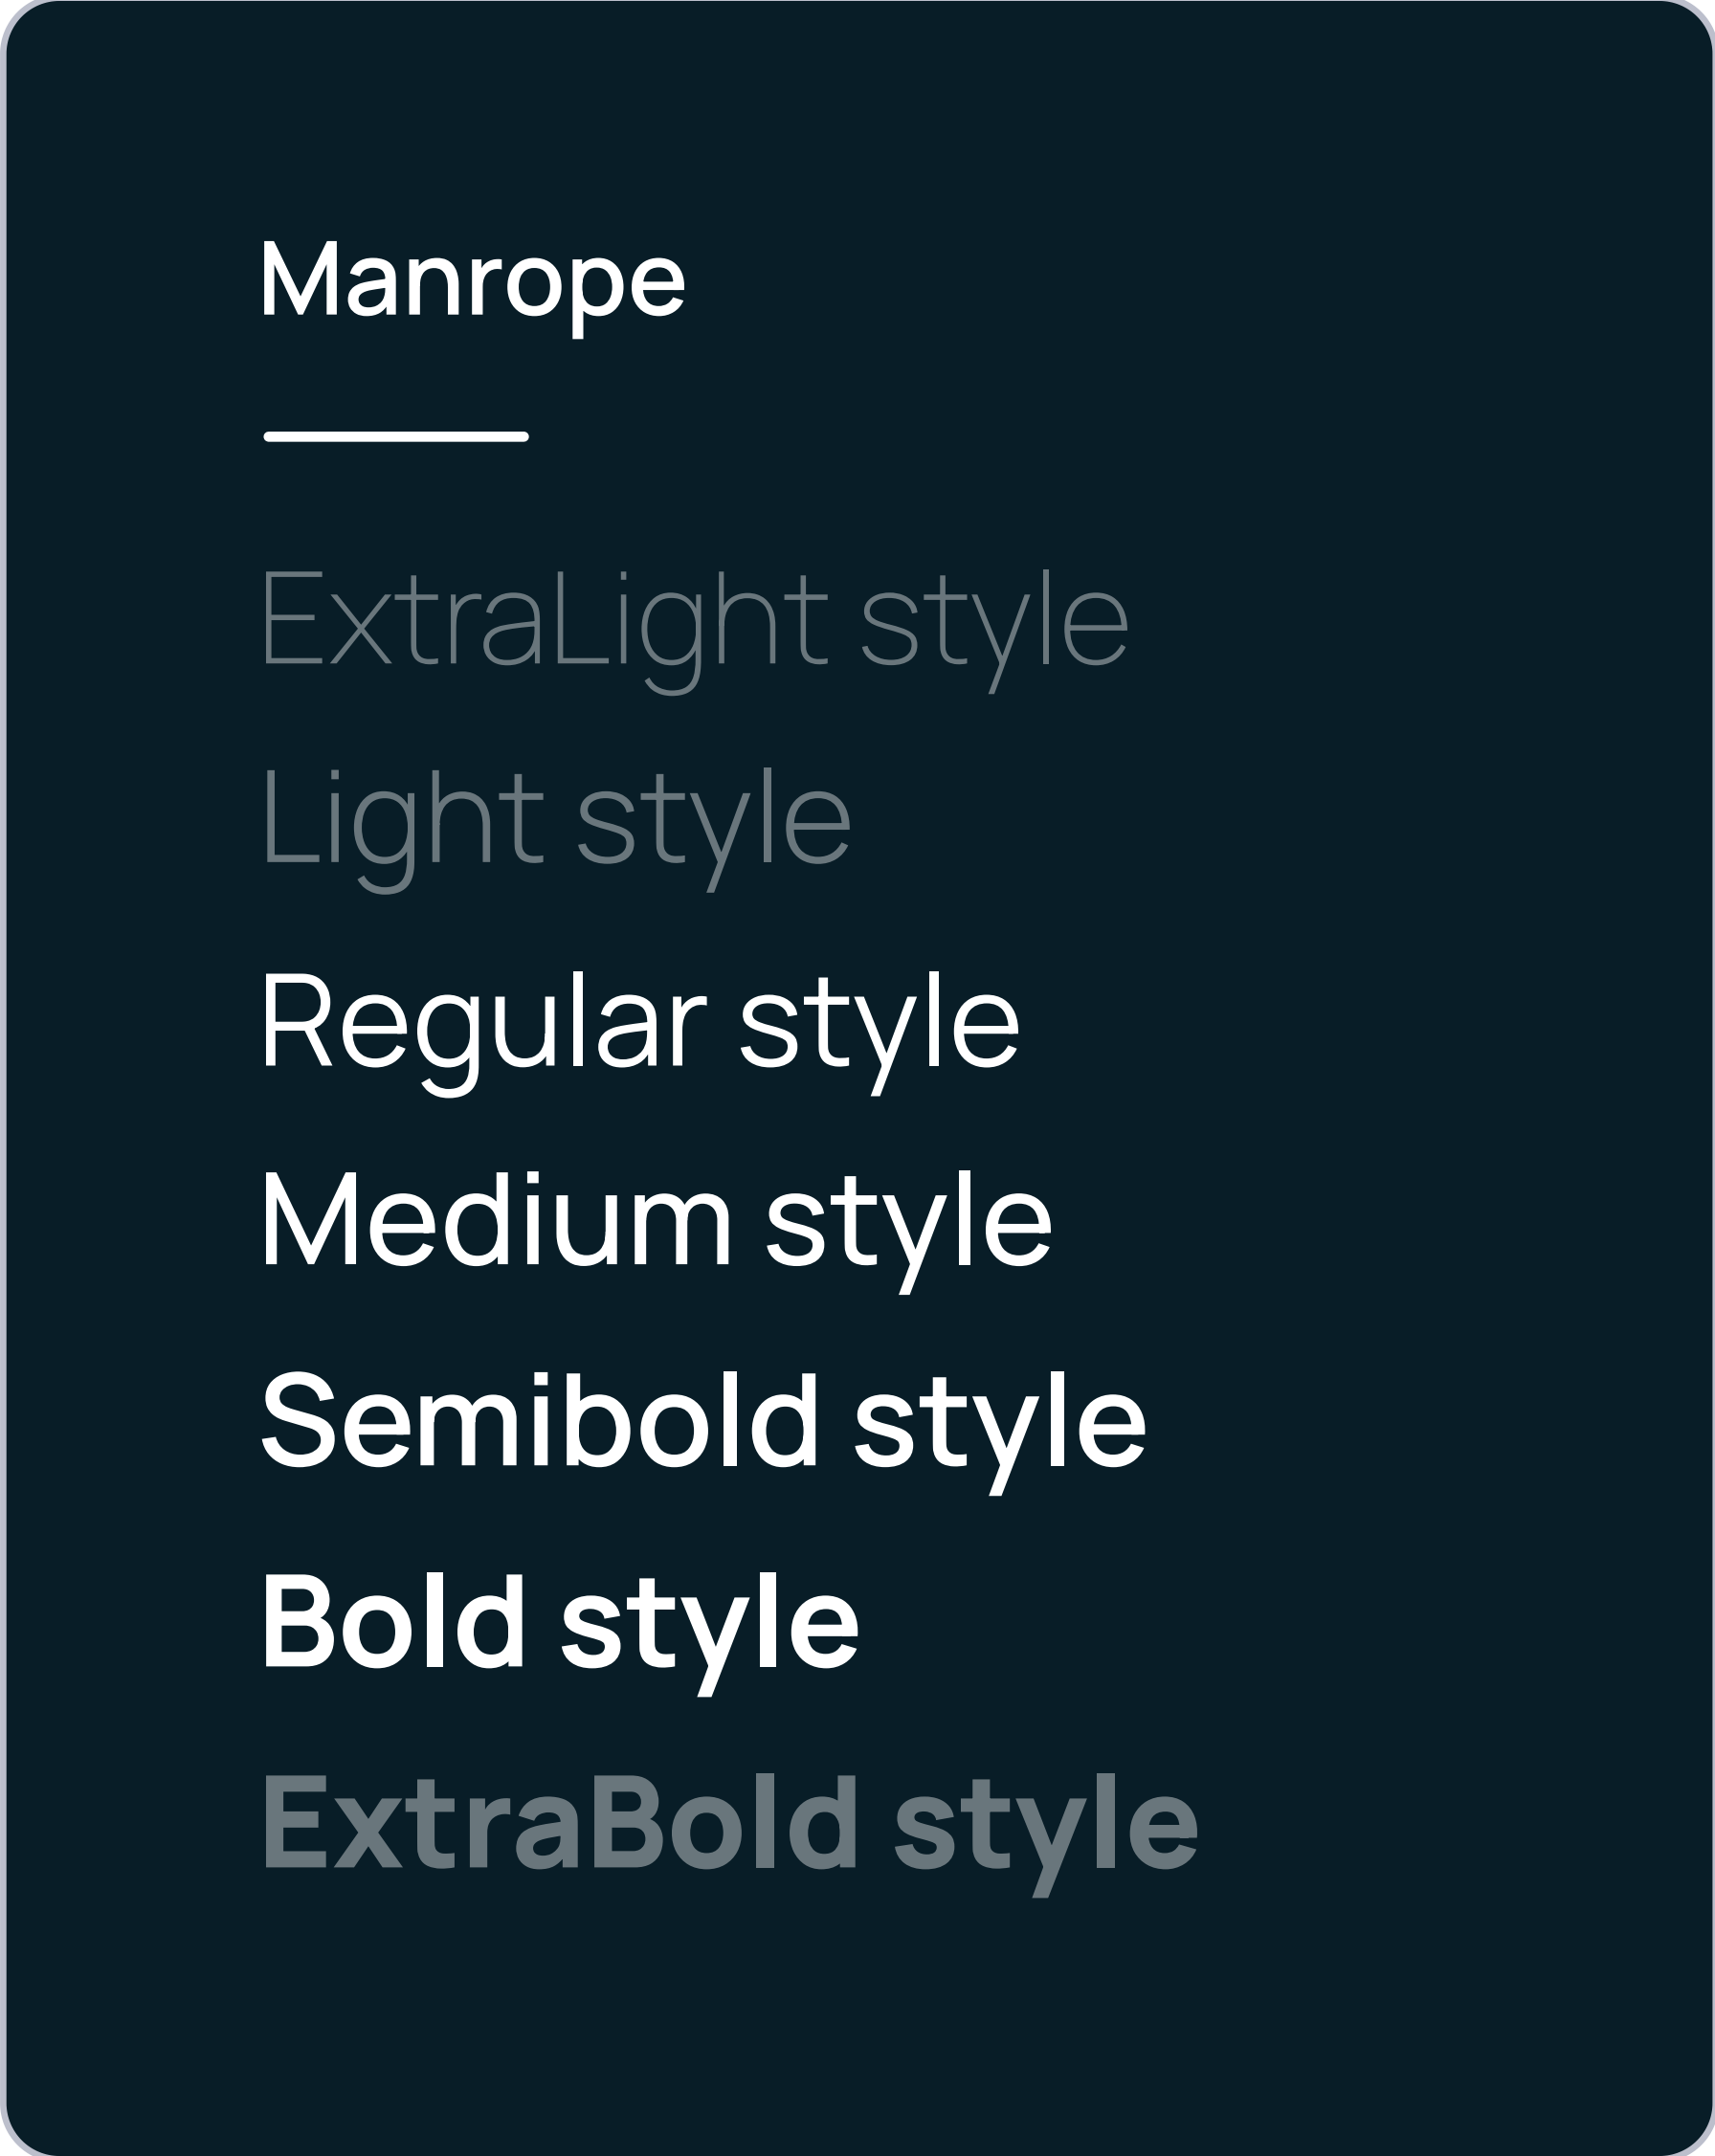 Manrope
ExtraLight style
Light style
Regular style
Medium style
Semibold style
Bold style
ExtraBold style